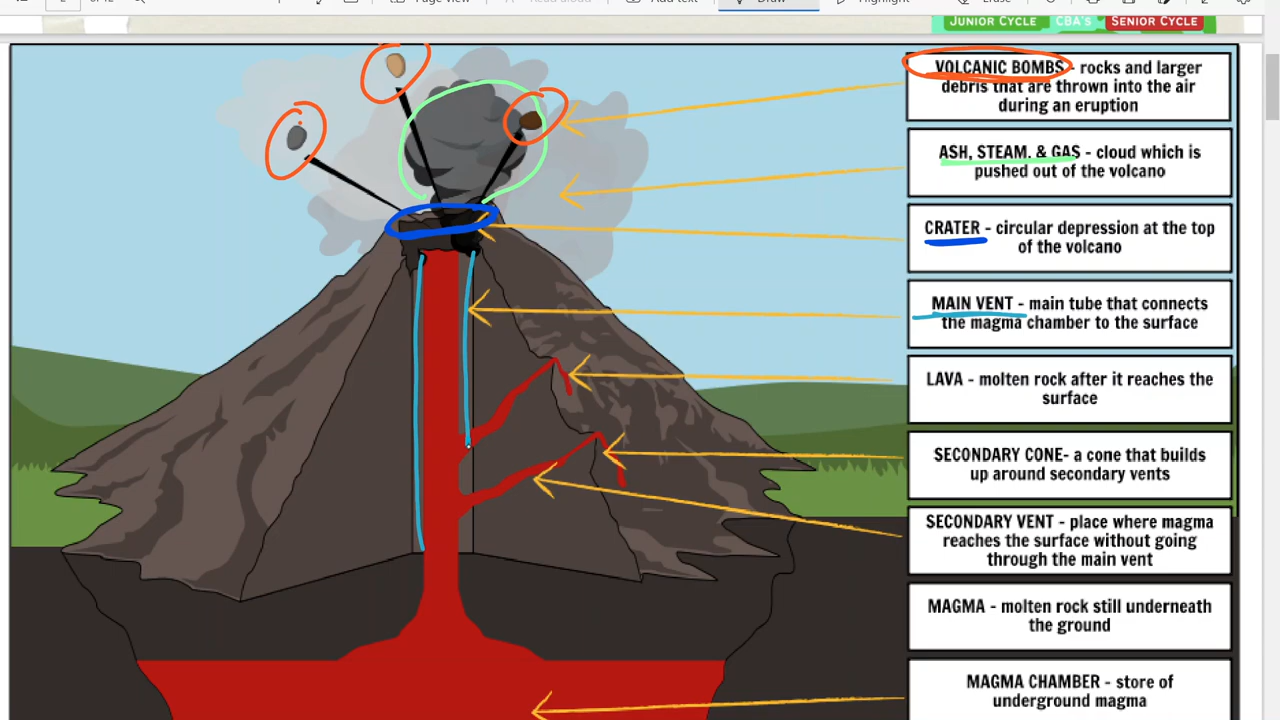 Page view
Read aloud
Add text
Draw
Highlight
Erase
JUNIOR CYCLE CBA's SENIOR CYCLE
VOLCANIC BOMBS - rocks and larger
debris that are thrown into the air
during an eruption
ASH, STEAM, & GAS - cloud which is
pushed out of the volcano
CRATER - circular depression at the top
of the volcano
MAIN VENT - main tube that connects
the magma chamber to the surface
LAVA - molten rock after it reaches the
surface
SECONDARY CONE- a cone that builds
up around secondary vents
SECONDARY VENT - place where magma
reaches the surface without going
through the main vent
MAGMA - molten rock still underneath
the ground
MAGMA CHAMBER - store of
underground magma